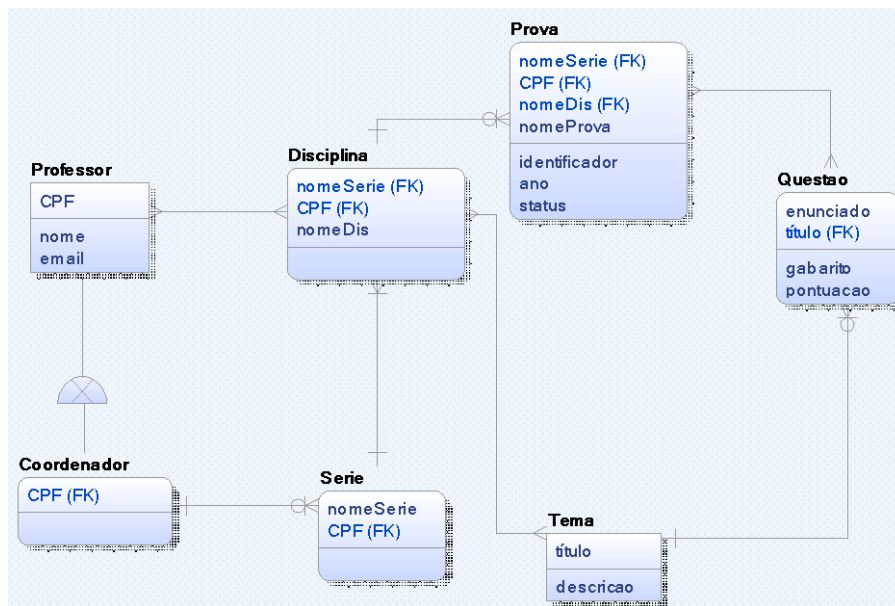 Prova
nomeSerie (FK)
CPF (FK)
nomeDis (FK)
nomeProva
identificador
ano
status
Professor
CPF
nome
email
Disciplina
nomeSerie (FK)
CPF (FK)
nomeDis
Questao
enunciado
título (FK)
gabarito
pontuacao
Coordenador
CPF (FK)
Serie
nomeSerie
CPF (FK)
Tema
título
descricao